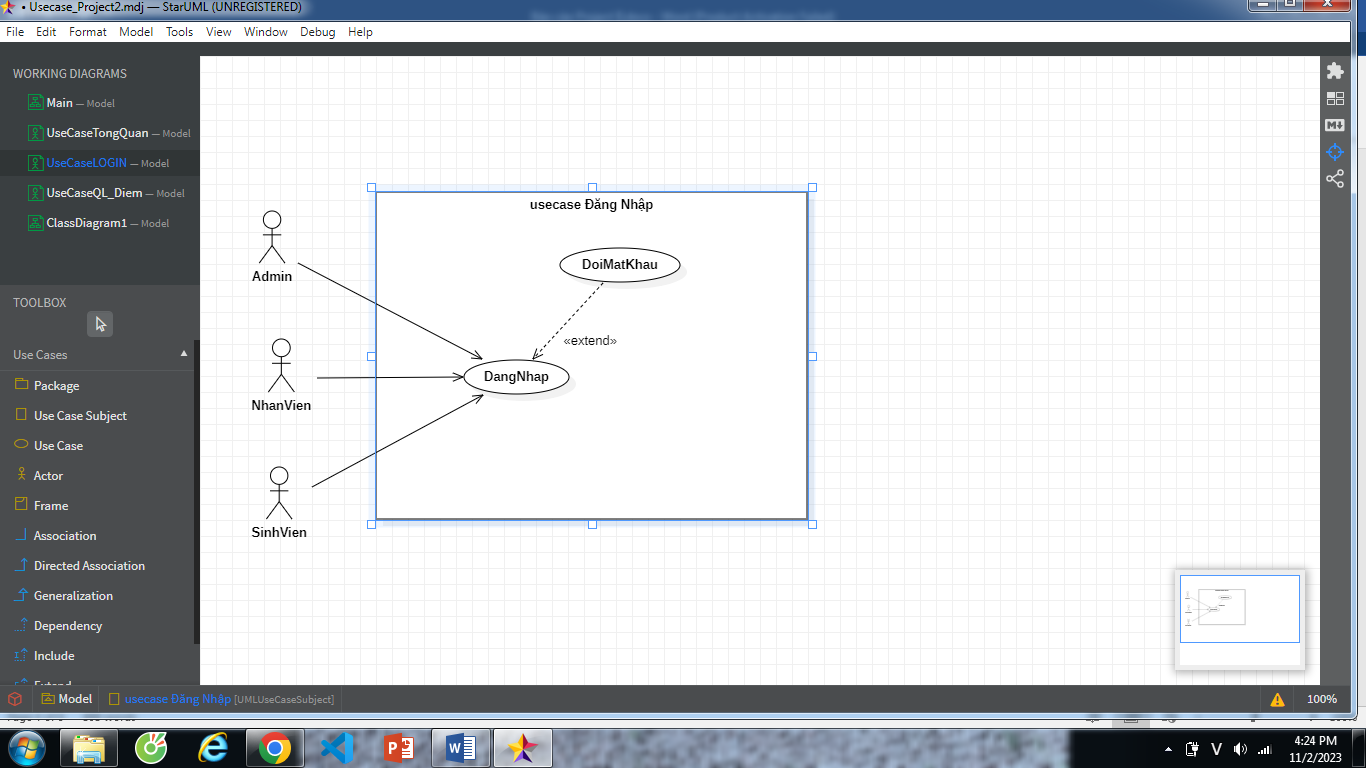 • Usecase_Project2.mdj — StarUML (UNREGISTERED)
File Edit Format Model Tools View Window Debug Help
WORKING DIAGRAMS
Main — Model
UseCaseTongQuan — Model
UseCaseLOGIN — Model
UseCaseQL_Diem — Model
ClassDiagram1 — Model
TOOLBOX
Use Cases
Package
Use Case Subject
Use Case
Actor
Frame
Association
Directed Association
Generalization
Dependency
Include
Extend
usecase Đăng Nhập
DoiMatKhau
Admin
«extend»
DangNhap
NhanVien
SinhVien
M
Model usecase Đăng Nhập [UMLUseCaseSubject] 100%
V 4:24 PM
11/2/2023